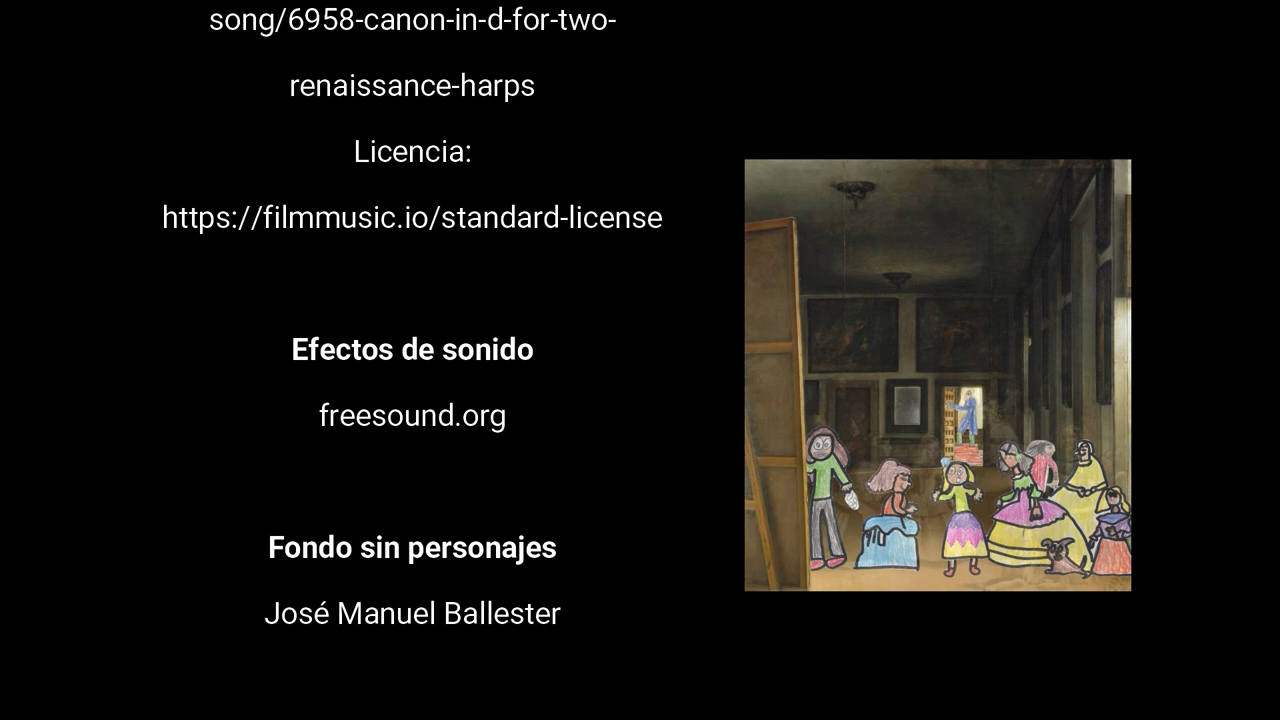 song/6958-canon-in-d-for-two-
renaissance-harps
Licencia:
https://filmmusic.io/standard-license
Efectos de sonido
freesound.org
Fondo sin personajes
José Manuel Ballester